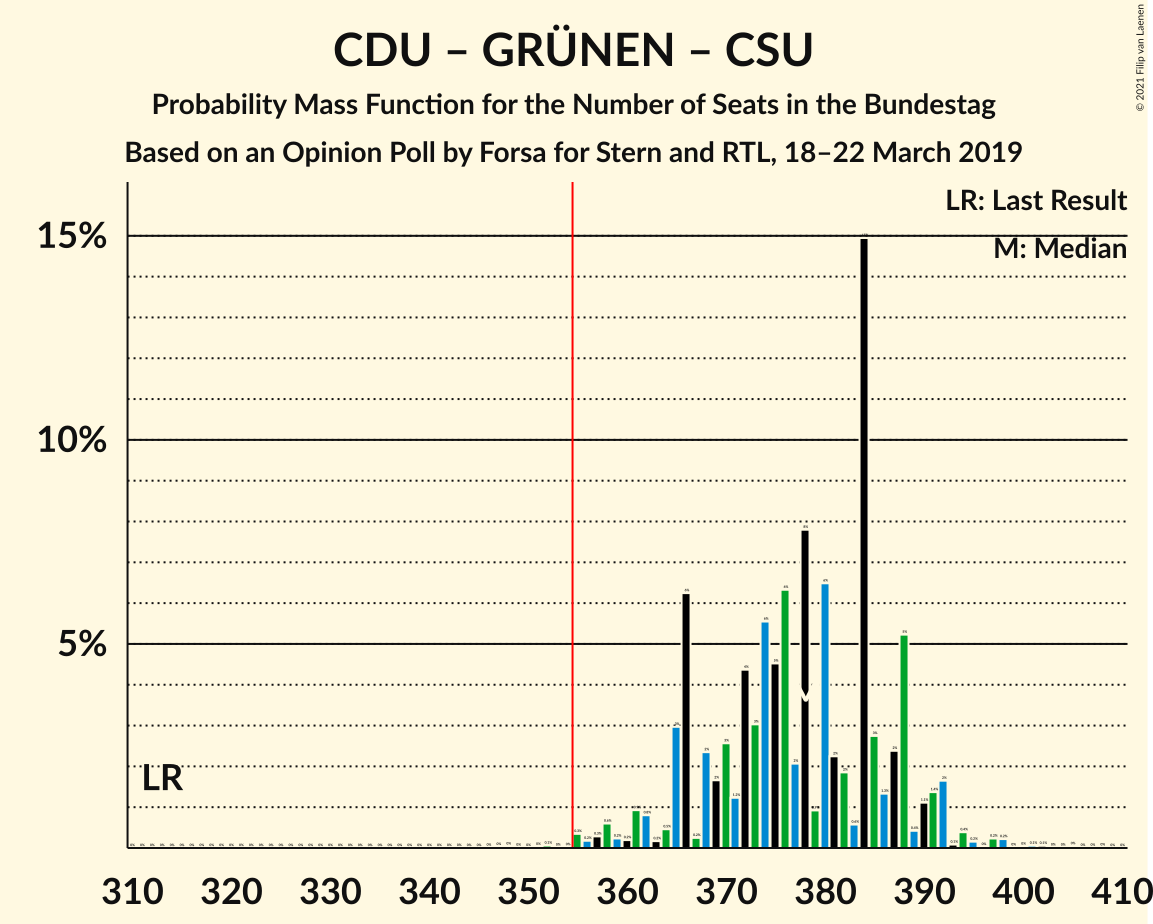 CDU – GRÜNEN – CSU
Probability Mass Function for the Number of Seats in the Bundestag
Based on an Opinion Poll by Forsa for Stern and RTL, 18–22 March 2019
© 2021 Filip van Laenen
LR: Last Result
M: Median
15%
10%
5%
LR
M
310 320 330 340 350 360 370 380 390 400 410